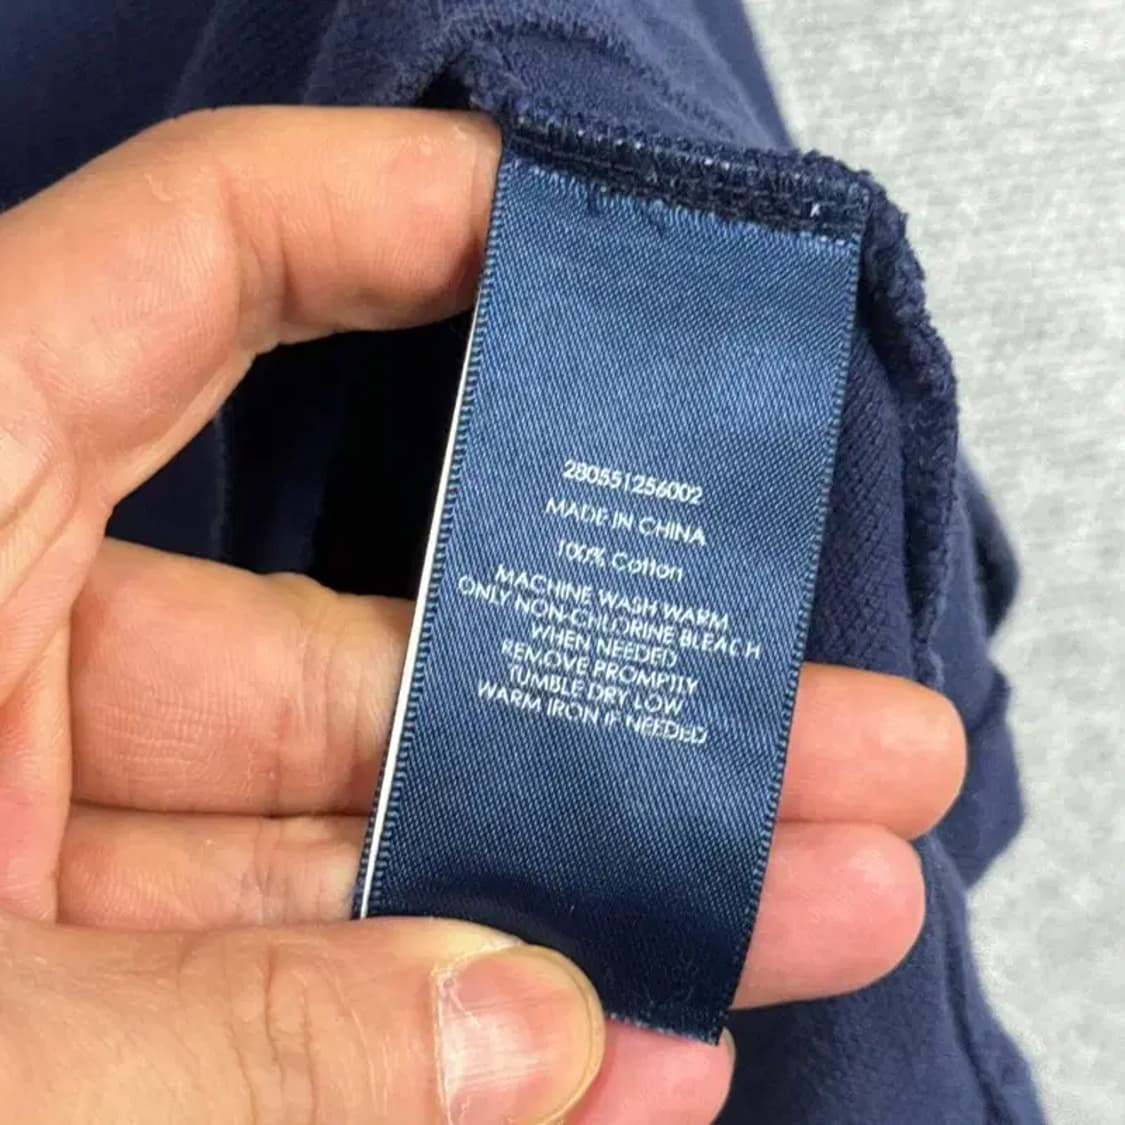 280551256002
MADE IN CHINA
100% Cotton
MACHINE WASH WARM
ONLY NON-CHLORINE BLEACH
WHEN NEEDED
REMOVE PROMPTLY
TUMBLE DRY LOW
WARM IRON IF NEEDED